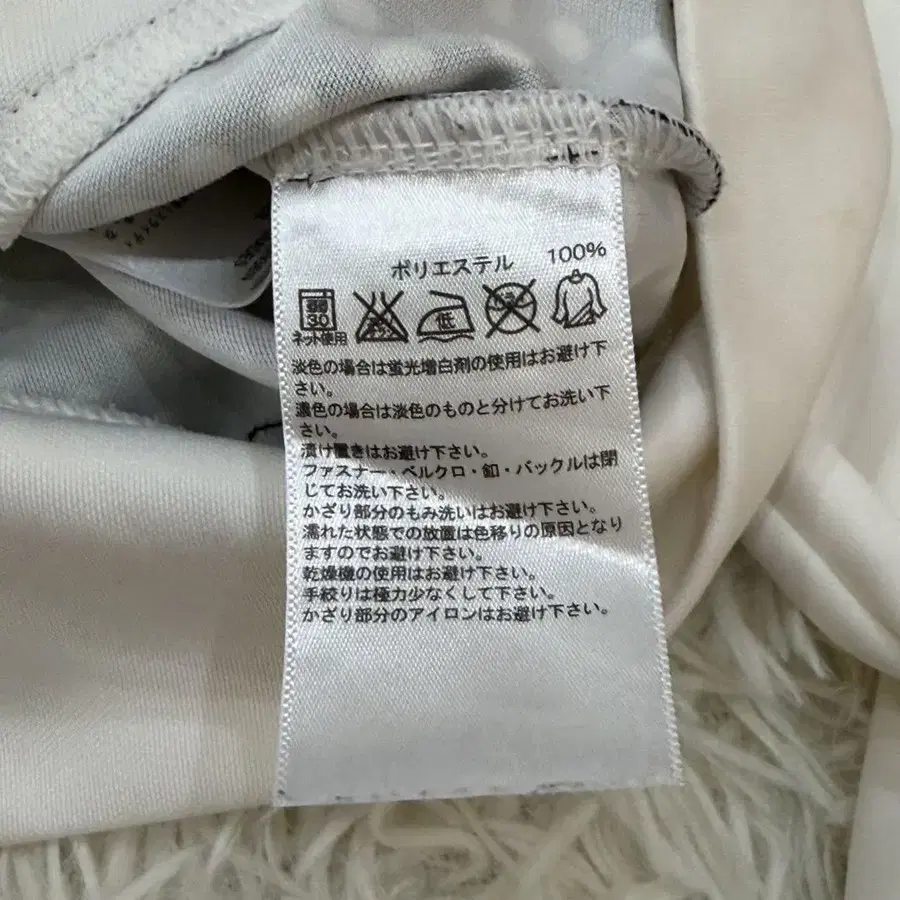 ポリエステル 100%
弱
30
ネット使用
低
淡色の場合は蛍光増白剤の使用はお避け下
さい。
濃色の場合は淡色のものと分けてお洗い下
さい。
漬け置きはお避け下さい。
ファスナー・ベルクロ・釦・バックルは閉
じてお洗い下さい。
かざり部分のもみ洗いはお避け下さい。
濡れた状態での放置は色移りの原因となり
ますのでお避け下さい。
乾燥機の使用はお避け下さい。
手絞りは極力少なくして下さい。
かざり部分のアイロンはお避け下さい。